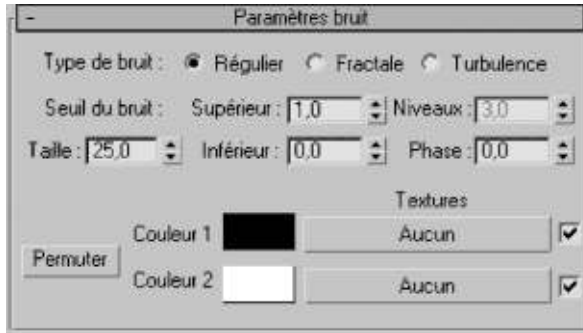 - Paramètres bruit
Type de bruit : Régulier Fractale Turbulence
Seuil du bruit : Supérieur : 1,0 Niveaux : 3,0
Taille : 25,0 Inférieur : 0,0 Phase : 0,0
Textures
Couleur 1 Aucun
Permuter
Couleur 2 Aucun